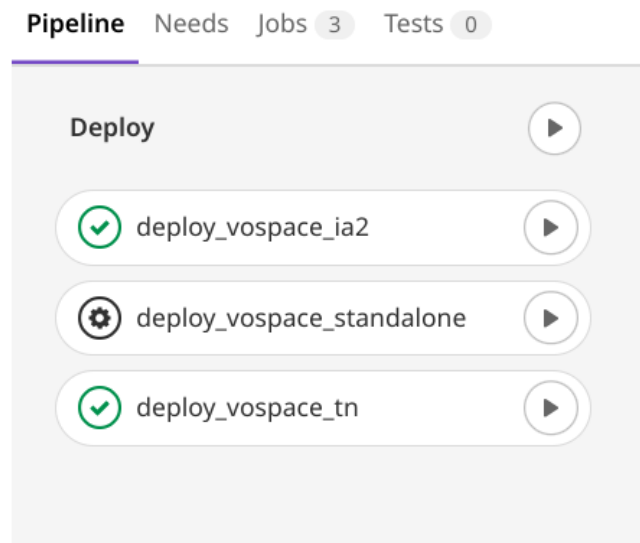 Pipeline Needs Jobs 3 Tests 0
Deploy
deploy_vospace_ia2
deploy_vospace_standalone
deploy_vospace_tn